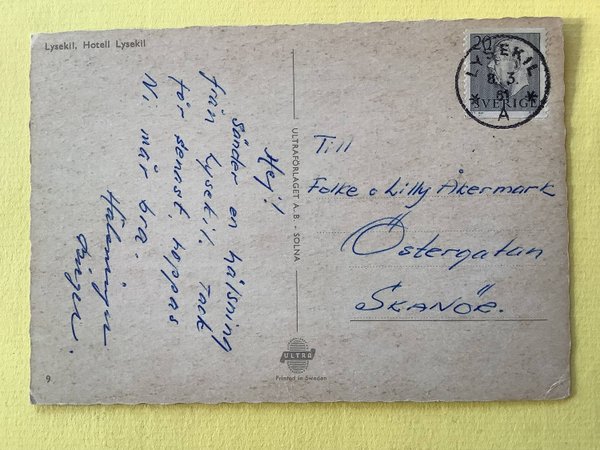 Lysekil. Hotell Lysekil
Hej!
Sänder en hälsning
från Lysekil. Tack
för senast hoppas
Ni mår bra.
Hälsningar
Birger.
ULTRAFÖRLAGET A.B - SOLNA
20
SVERIGE
LYSEKIL
8. 3.
61
A
Till
Folke o Lilly Åkermark
Östergatan
SKANÖR.
ULTRA
Printed in Sweden
9